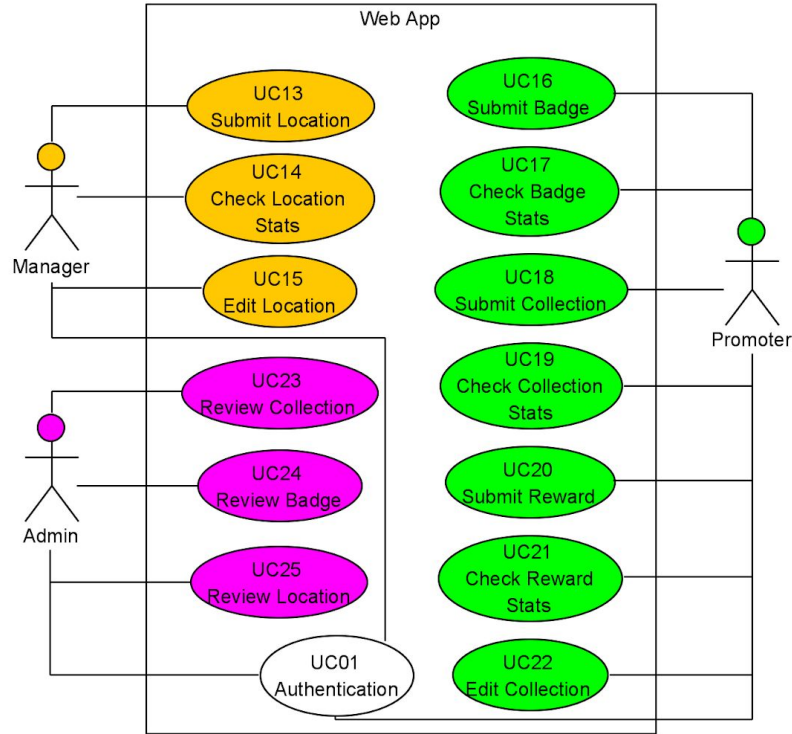 Web App
UC13
Submit Location
UC14
Check Location
Stats
Manager
UC15
Edit Location
UC23
Review Collection
UC24
Review Badge
Admin
UC25
Review Location
UC01
Authentication
UC16
Submit Badge
UC17
Check Badge
Stats
UC18
Submit Collection
Promoter
UC19
Check Collection
Stats
UC20
Submit Reward
UC21
Check Reward
Stats
UC22
Edit Collection